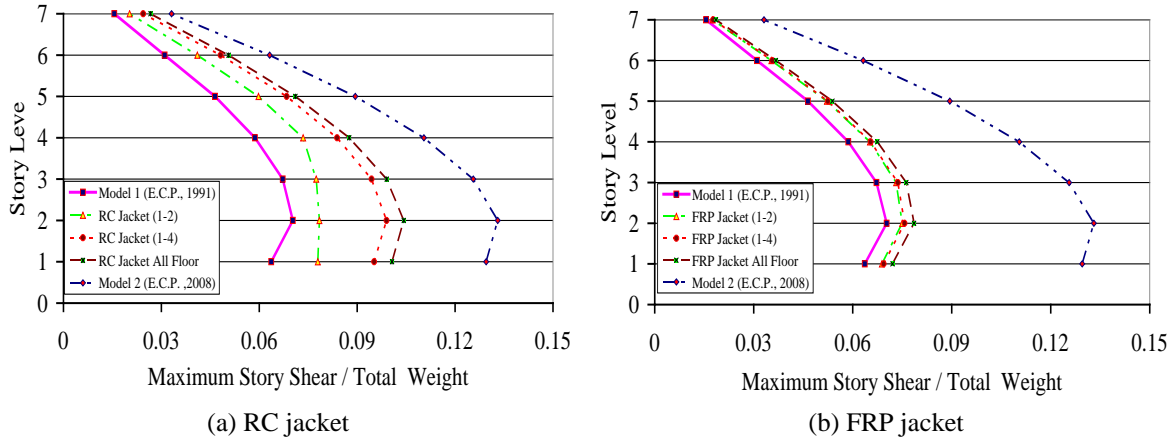 7
6
5
4
3
2
1
0
Story Leve
Model 1 (E.C.P., 1991)
RC Jacket (1-2)
RC Jacket (1-4)
RC Jacket All Floor
Model 2 (E.C.P. ,2008)
0 0.03 0.06 0.09 0.12 0.15
Maximum Story Shear / Total Weight
(a) RC jacket
7
6
5
4
3
2
1
0
Story Level
Model 1 (E.C.P., 1991)
FRP Jacket (1-2)
FRP Jacket (1-4)
FRP Jacket All Floor
Model 2 (E.C.P., 2008)
0 0.03 0.06 0.09 0.12 0.15
Maximum Story Shear / Total Weight
(b) FRP jacket